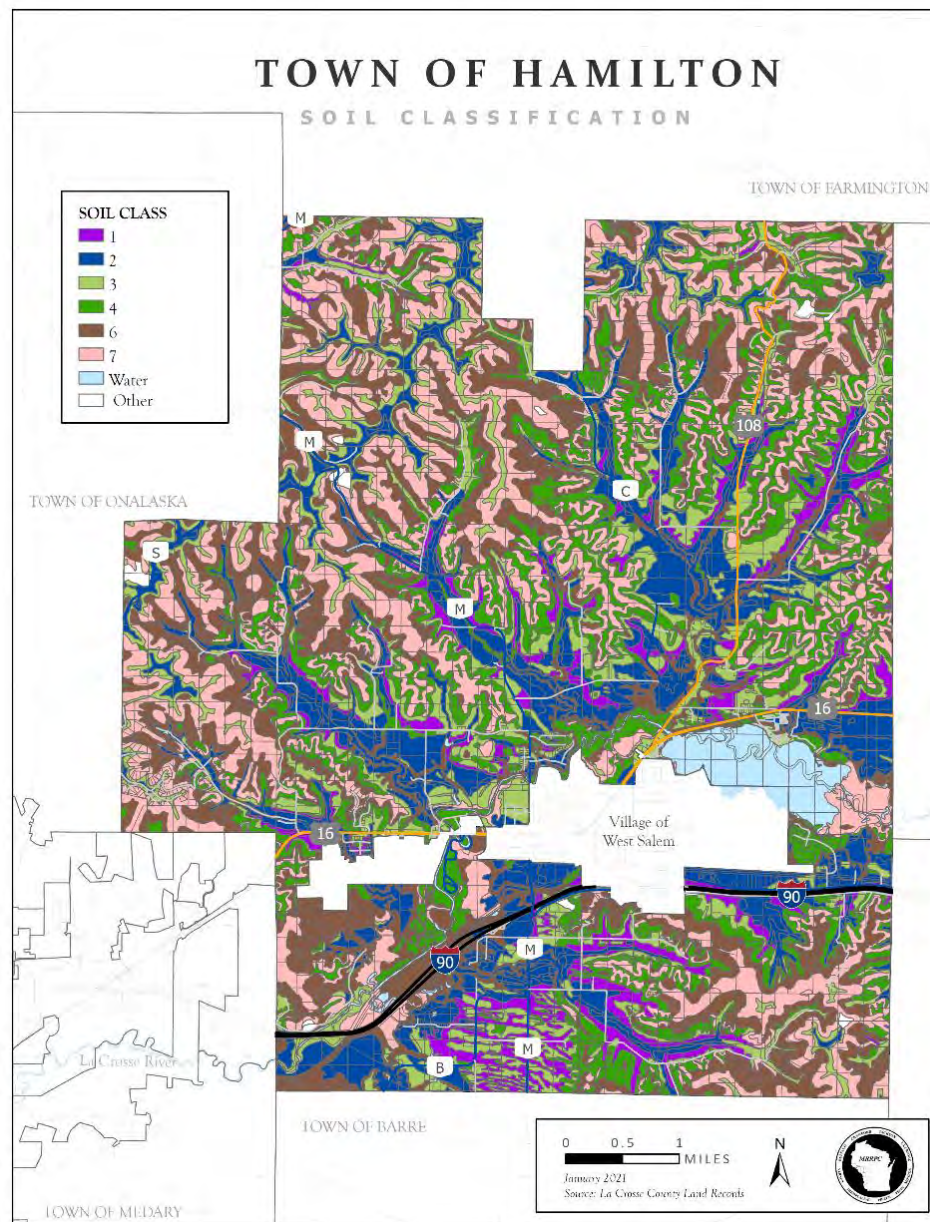 TOWN OF HAMILTON
SOIL CLASSIFICATION
TOWN OF FARMINGTON
SOIL CLASS
1
2
3
4
6
7
Water
Other
M
M
108
C
TOWN OF ONALASKA
S
M
16
16
Village of
West Salem
90
90
M
La Crosse River
M
B
TOWN OF BARRE
0 0.5 1
MILES
N
January 2021
Source: La Crosse County Land Records
MRRPC
TOWN OF MEDARY